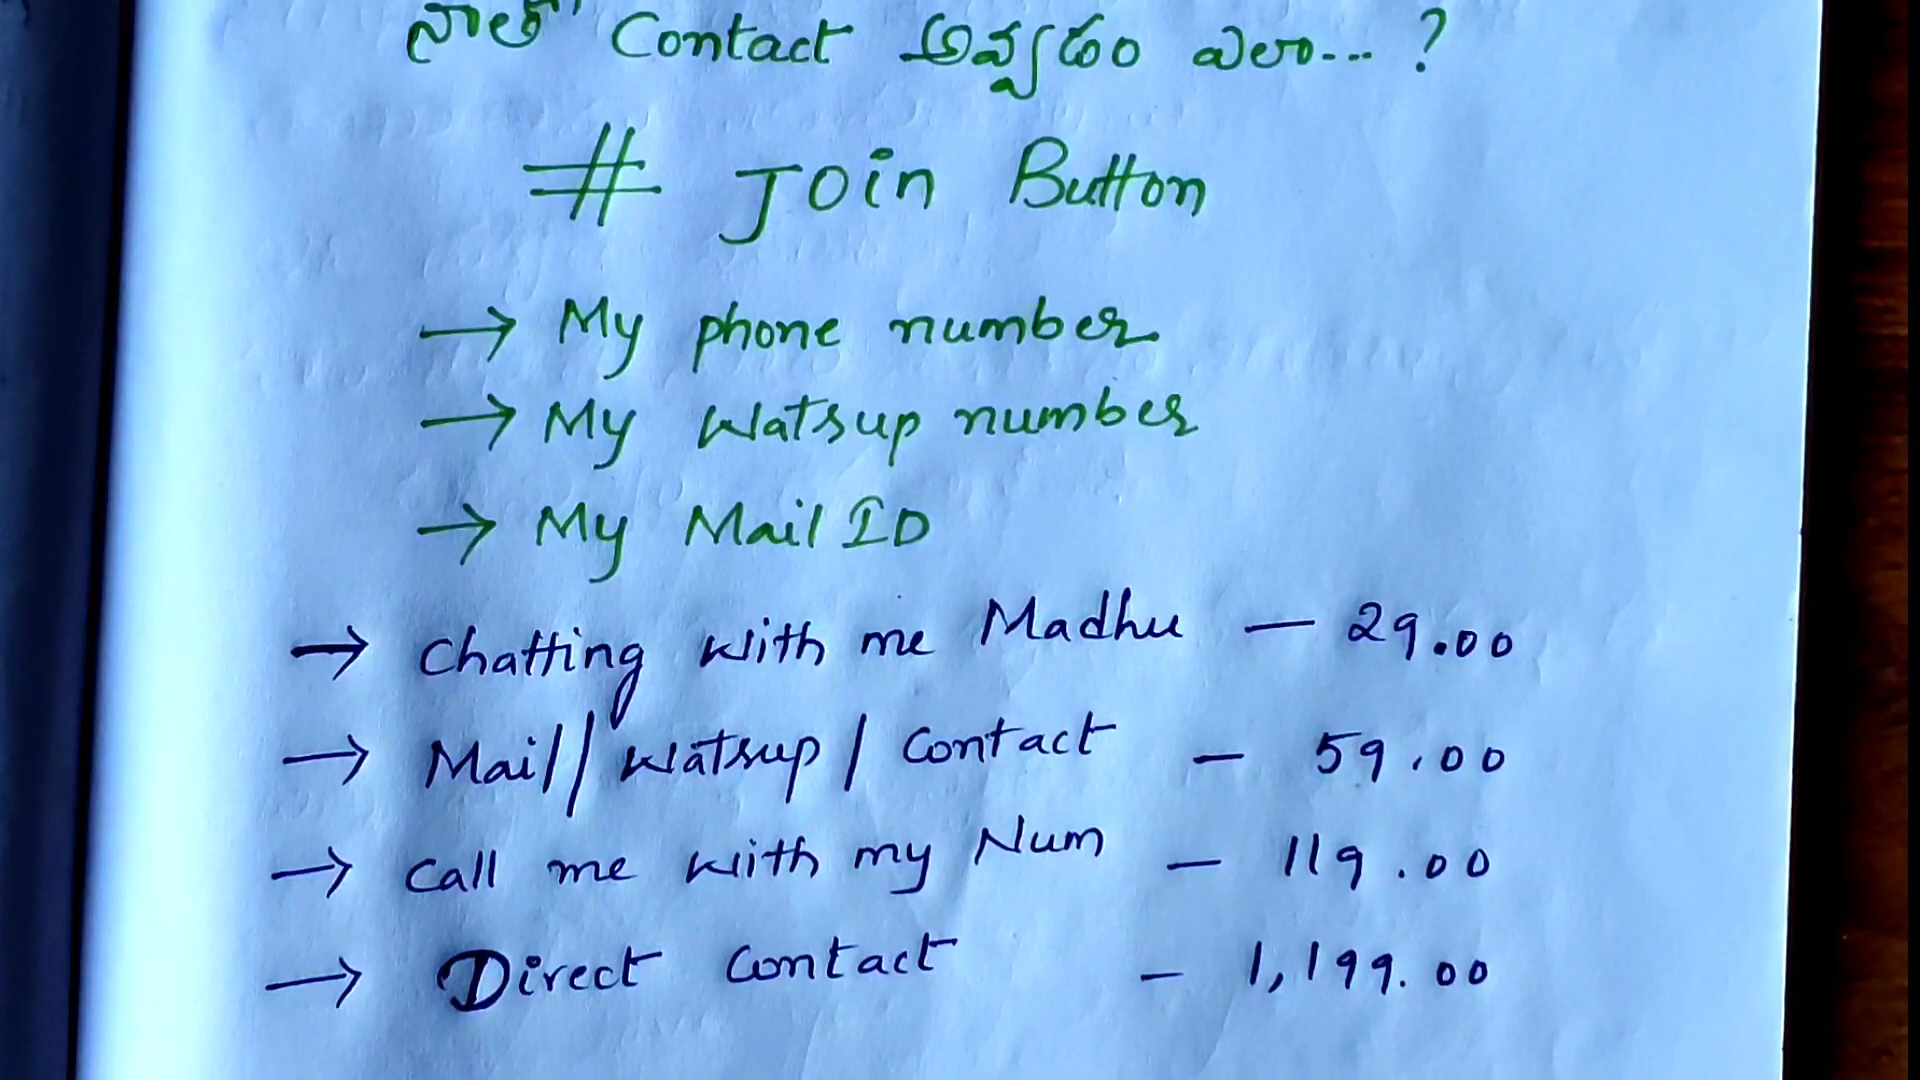 నాతో Contact అవ్వడం ఎలా...?
# Join Button
→ My phone number
→ My Watsup number
→ My Mail ID
→ Chatting with me Madhu — 29.00
→ Mail/Watsup/Contact - 59.00
→ Call me with my Num - 119.00
→ Direct Contact - 1,199.00